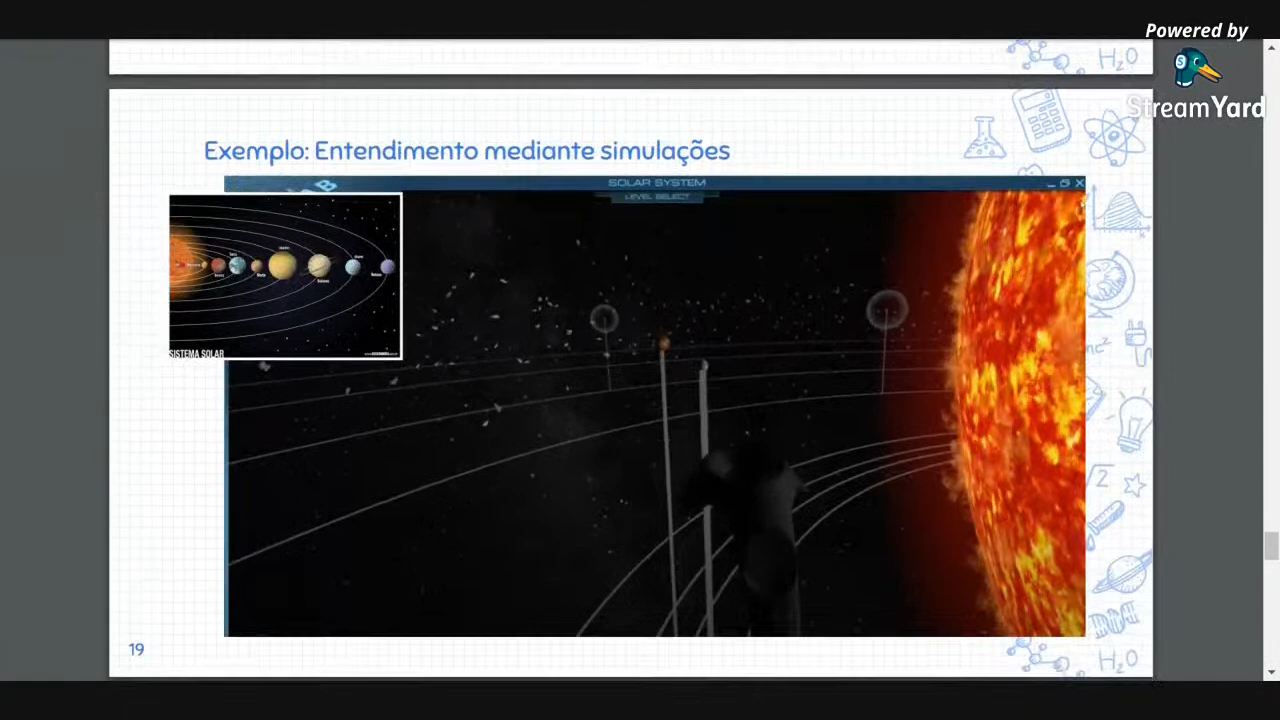 Powered by
StreamYard
H₂O
Exemplo: Entendimento mediante simulações
SOLAR SYSTEM
LEVEL SELECT
SISTEMA SOLAR
19
H₂O